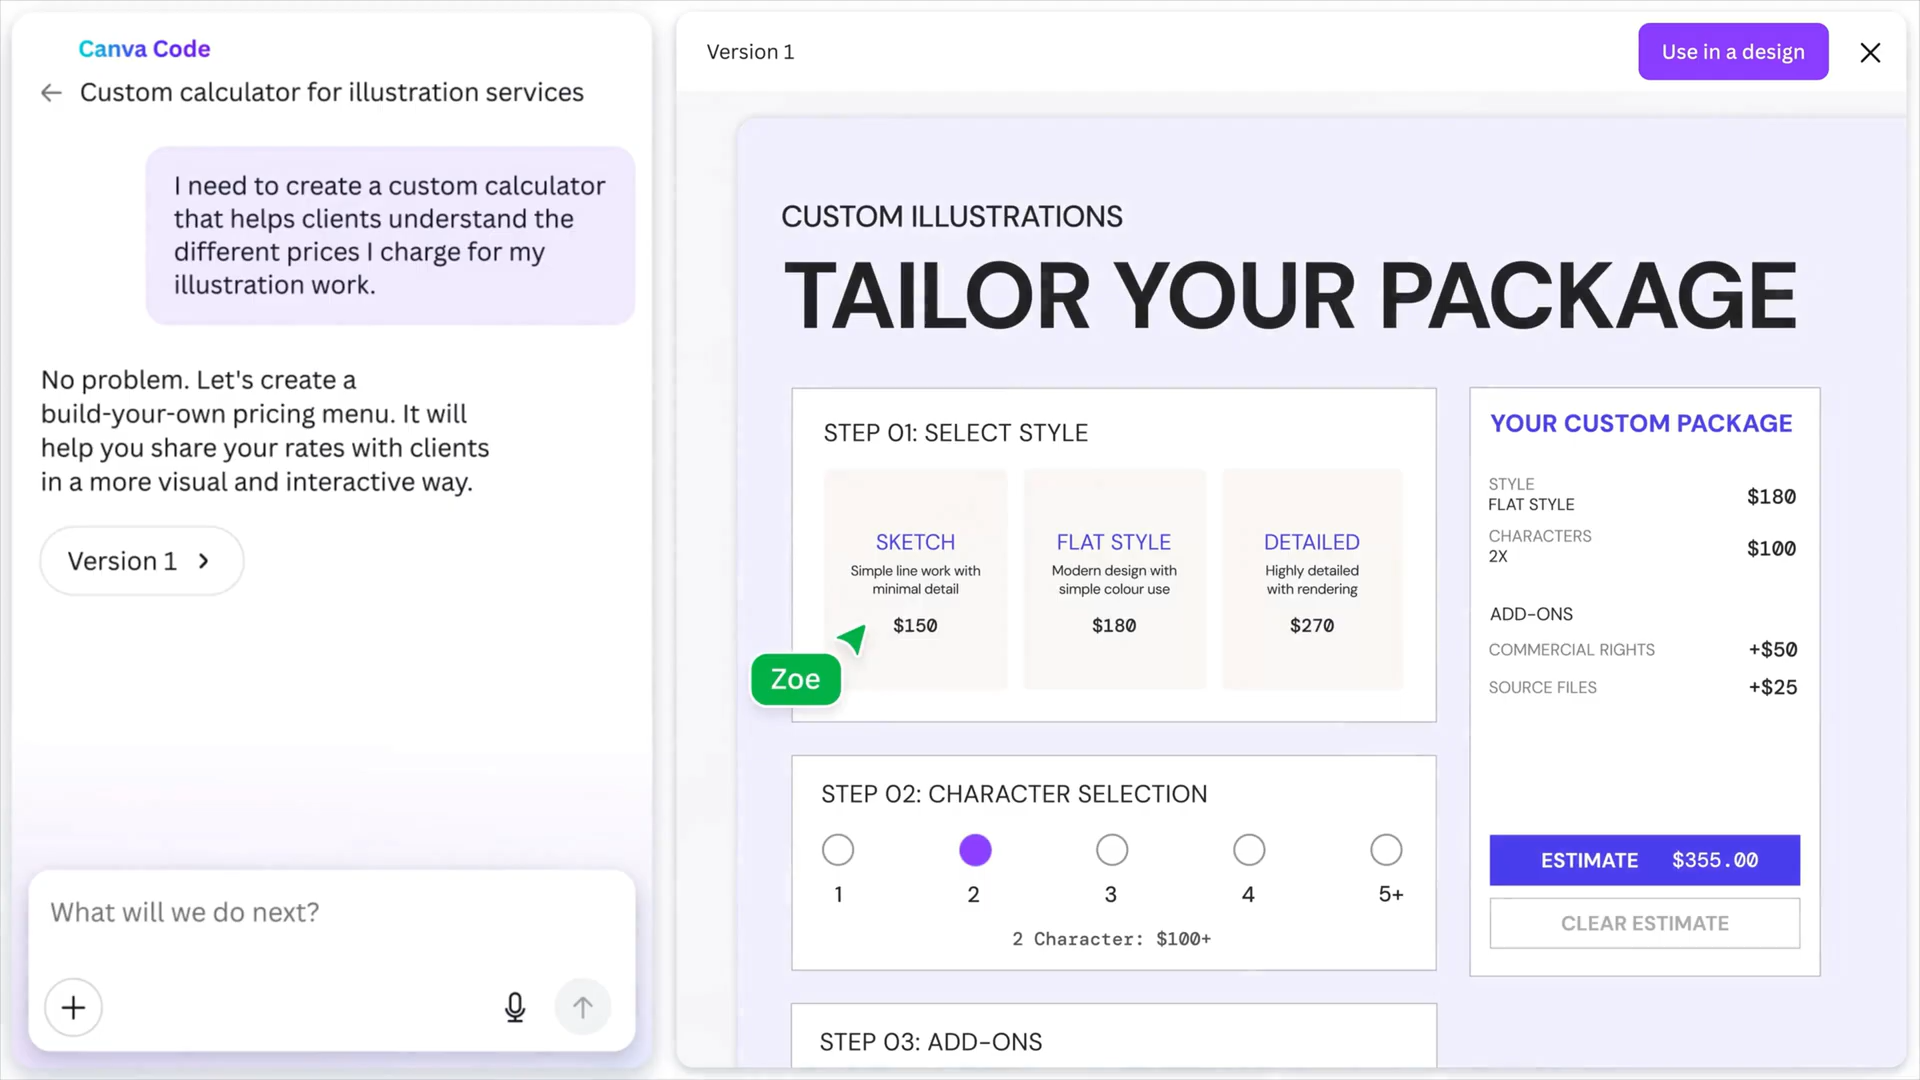 Canva Code
Custom calculator for illustration services
I need to create a custom calculator
that helps clients understand the
different prices I charge for my
illustration work.
No problem. Let's create a
build-your-own pricing menu. It will
help you share your rates with clients
in a more visual and interactive way.
Version 1
What will we do next?
Version 1
Use in a design
CUSTOM ILLUSTRATIONS
TAILOR YOUR PACKAGE
STEP 01: SELECT STYLE
SKETCH
Simple line work with
minimal detail
$150
FLAT STYLE
Modern design with
simple colour use
$180
DETAILED
Highly detailed
with rendering
$270
Zoe
STEP 02: CHARACTER SELECTION
1 2 3 4 5+
2 Character: $100+
STEP 03: ADD-ONS
YOUR CUSTOM PACKAGE
STYLE
FLAT STYLE $180
CHARACTERS
2X $100
ADD-ONS
COMMERCIAL RIGHTS +$50
SOURCE FILES +$25
ESTIMATE $355.00
CLEAR ESTIMATE